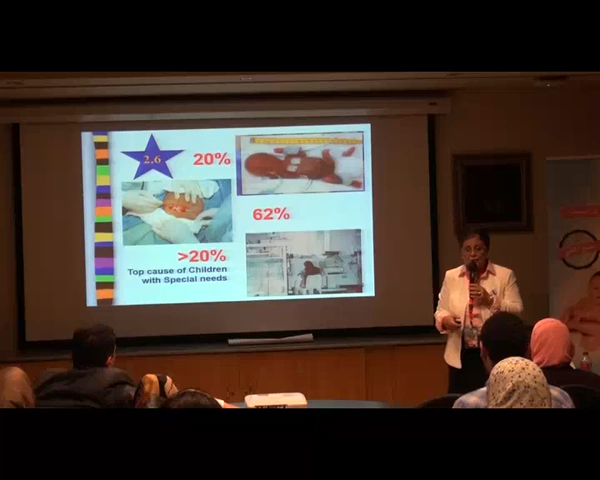 2.6
20%
62%
>20%
Top cause of Children
with Special needs